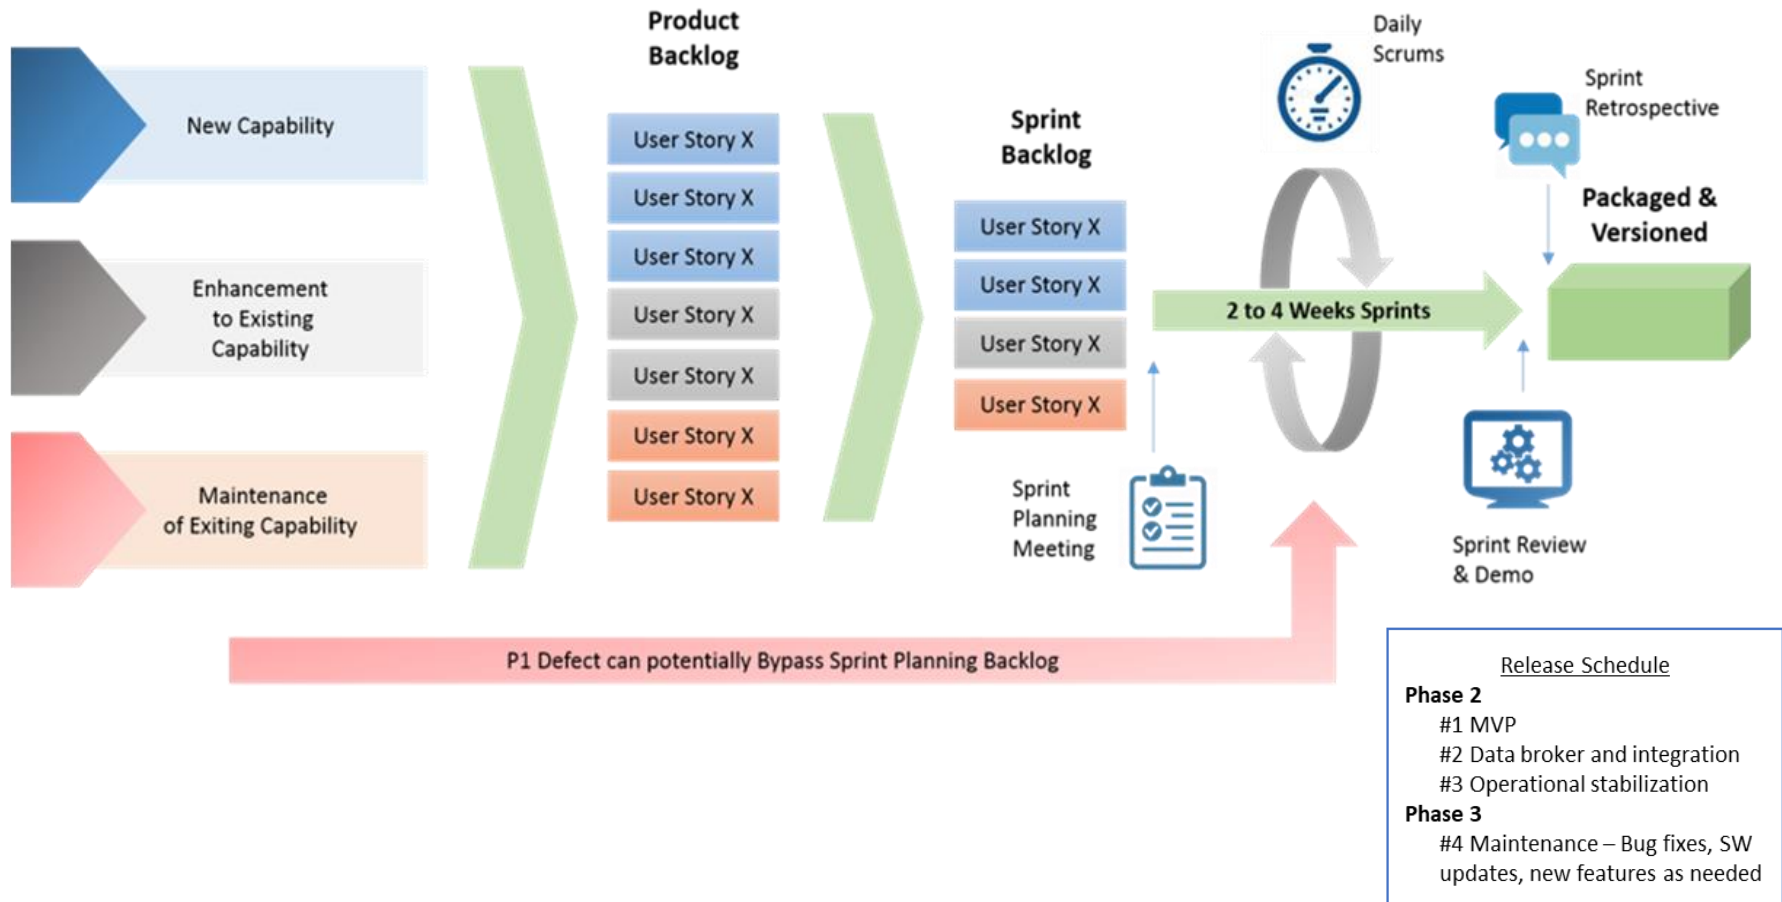 New Capability
Enhancement
to Existing
Capability
Maintenance
of Exiting Capability
Product
Backlog
User Story X
User Story X
User Story X
User Story X
User Story X
User Story X
User Story X
Sprint
Backlog
User Story X
User Story X
User Story X
User Story X
Sprint
Planning
Meeting
Daily
Scrums
2 to 4 Weeks Sprints
Sprint
Retrospective
Packaged &
Versioned
Sprint Review
& Demo
P1 Defect can potentially Bypass Sprint Planning Backlog
Release Schedule
Phase 2
#1 MVP
#2 Data broker and integration
#3 Operational stabilization
Phase 3
#4 Maintenance – Bug fixes, SW
updates, new features as needed